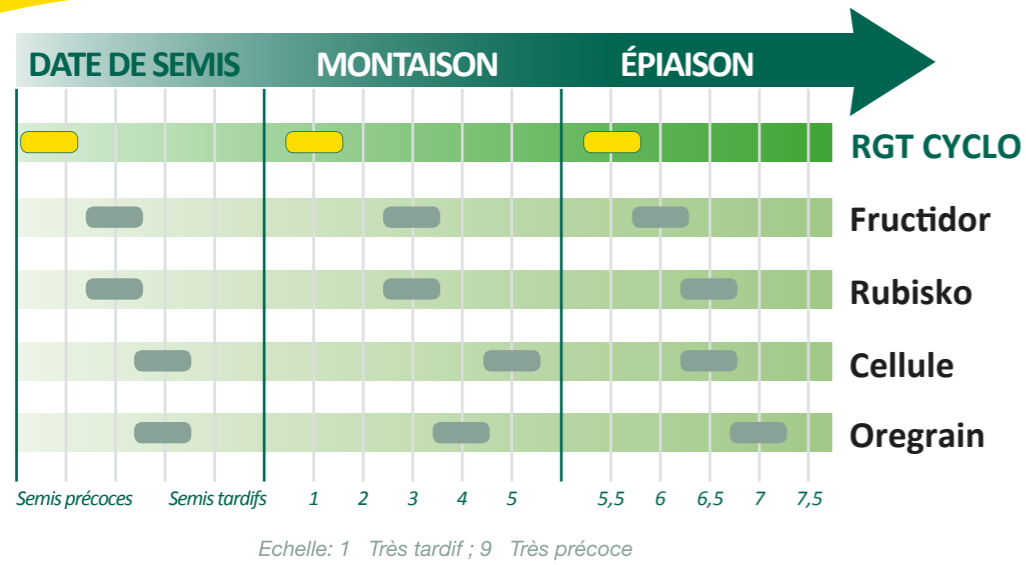 DATE DE SEMIS MONTAISON ÉPIAISON
RGT CYCLO
Fructidor
Rubisko
Cellule
Oregrain
Semis précoces Semis tardifs 1 2 3 4 5 5,5 6 6,5 7 7,5
Echelle: 1 Très tardif ; 9 Très précoce